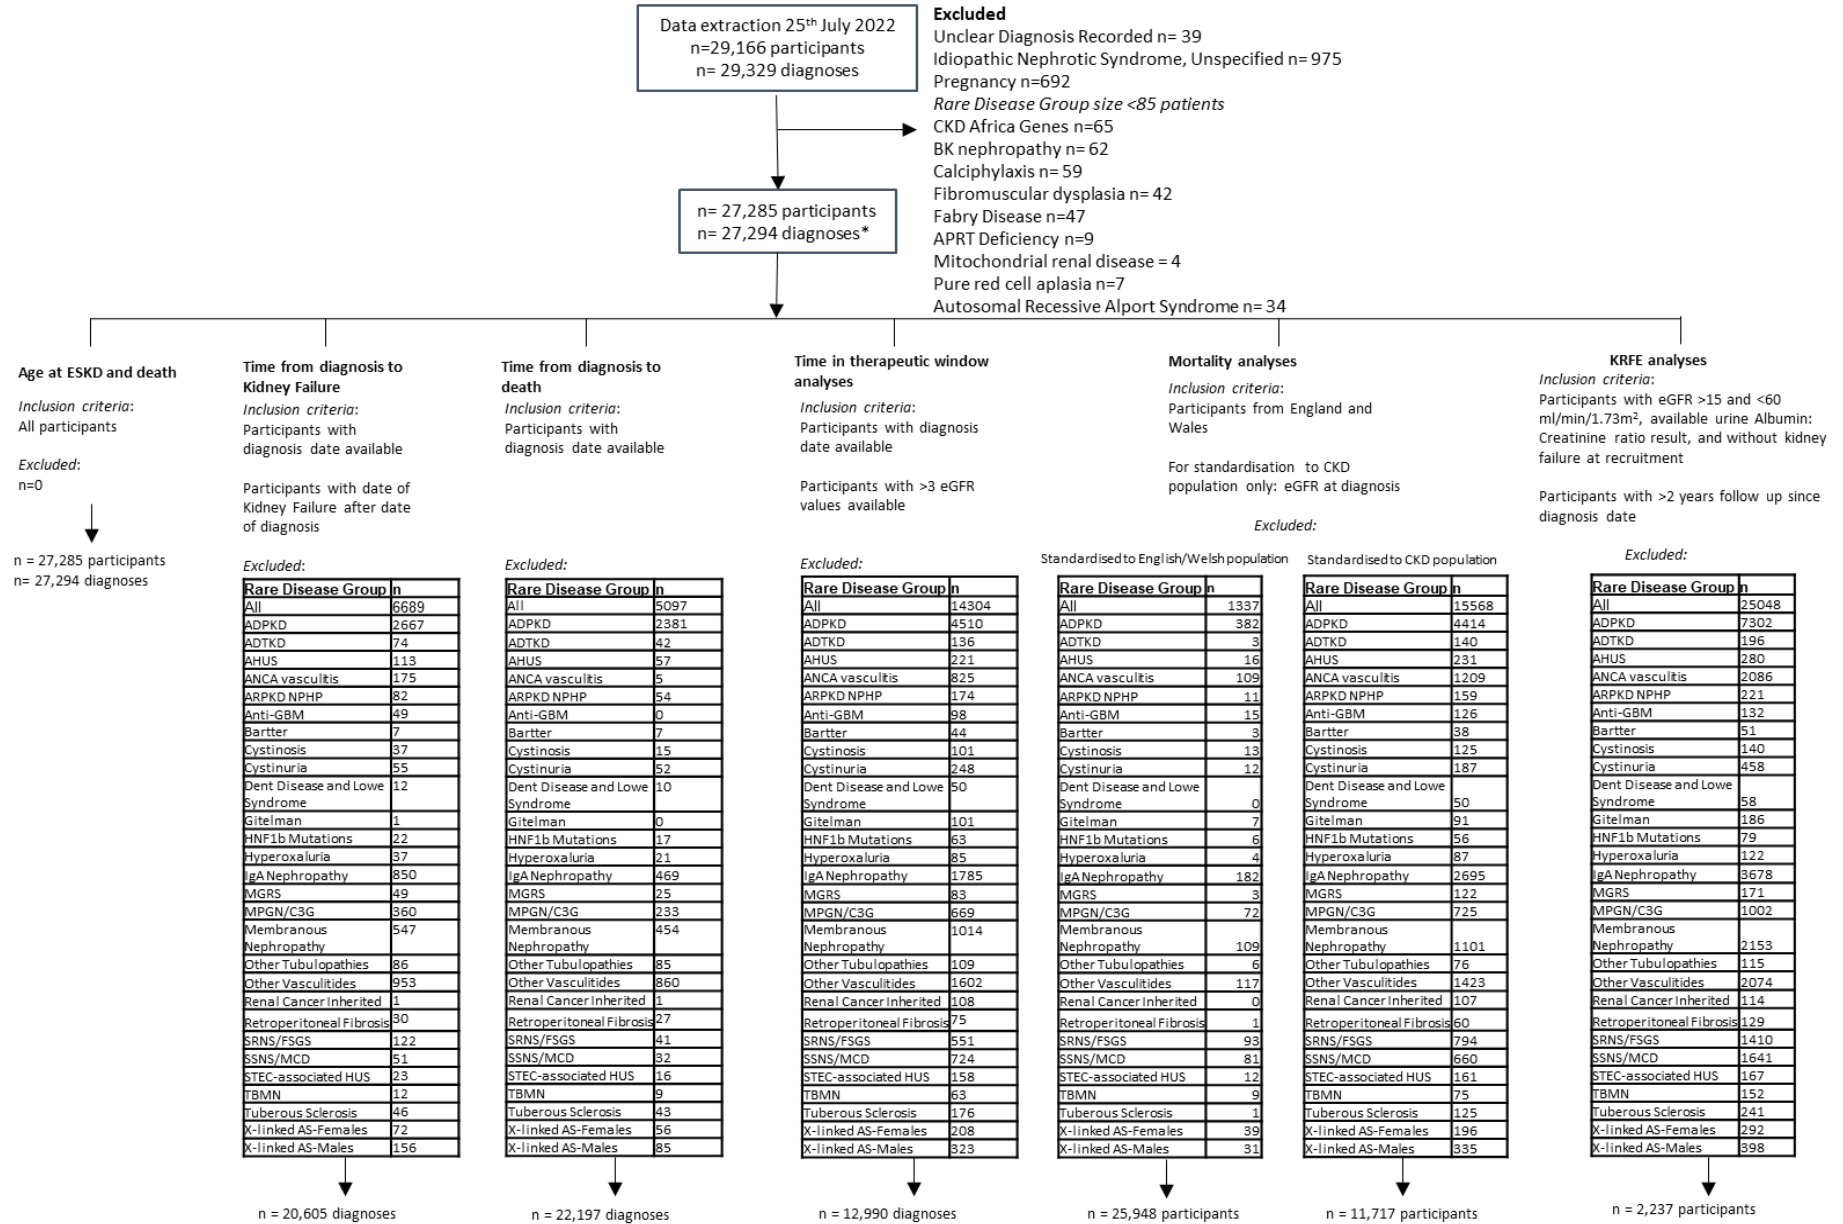 Data extraction 25th July 2022
n=29,166 participants
n= 29,329 diagnoses
Excluded
Unclear Diagnosis Recorded n= 39
Idiopathic Nephrotic Syndrome, Unspecified n= 975
Pregnancy n=692
Rare Disease Group size <85 patients
CKD Africa Genes n=65
BK nephropathy n= 62
Calciphylaxis n= 59
Fibromuscular dysplasia n= 42
Fabry Disease n=47
APRT Deficiency n=9
Mitochondrial renal disease = 4
Pure red cell aplasia n=7
Autosomal Recessive Alport Syndrome n= 34
n= 27,285 participants
n= 27,294 diagnoses*
Age at ESKD and death
Inclusion criteria:
All participants
Excluded:
n=0
n = 27,285 participants
n= 27,294 diagnoses
Time from diagnosis to
Kidney Failure
Inclusion criteria:
Participants with
diagnosis date available
Participants with date of
Kidney Failure after date
of diagnosis
Excluded:
Rare Disease Group n
All 6689
ADPKD 2667
ADTKD 74
AHUS 113
ANCA vasculitis 175
ARPKD NPHP 82
Anti-GBM 49
Bartter 7
Cystinosis 37
Cystinuria 55
Dent Disease and Lowe 12
Syndrome
Gitelman 1
HNF1b Mutations 22
Hyperoxaluria 37
IgA Nephropathy 850
MGRS 49
MPGN/C3G 360
Membranous 547
Nephropathy
Other Tubulopathies 86
Other Vasculitides 953
Renal Cancer Inherited 1
Retroperitoneal Fibrosis 30
SRNS/FSGS 122
SSNS/MCD 51
STEC-associated HUS 23
TBMN 12
Tuberous Sclerosis 46
X-linked AS-Females 72
X-linked AS-Males 156
n = 20,605 diagnoses
Time from diagnosis to
death
Inclusion criteria:
Participants with
diagnosis date available
Excluded:
Rare Disease Group n
All 5097
ADPKD 2381
ADTKD 42
AHUS 57
ANCA vasculitis 5
ARPKD NPHP 54
Anti-GBM 0
Bartter 7
Cystinosis 15
Cystinuria 52
Dent Disease and Lowe 10
Syndrome
Gitelman 0
HNF1b Mutations 17
Hyperoxaluria 21
IgA Nephropathy 469
MGRS 25
MPGN/C3G 233
Membranous 454
Nephropathy
Other Tubulopathies 85
Other Vasculitides 860
Renal Cancer Inherited 1
Retroperitoneal Fibrosis 27
SRNS/FSGS 41
SSNS/MCD 32
STEC-associated HUS 16
TBMN 9
Tuberous Sclerosis 43
X-linked AS-Females 56
X-linked AS-Males 85
n = 22,197 diagnoses
Time in therapeutic window
analyses
Inclusion criteria:
Participants with diagnosis
date available
Participants with >3 eGFR
values available
Excluded:
Rare Disease Group n
All 14304
ADPKD 4510
ADTKD 136
AHUS 221
ANCA vasculitis 825
ARPKD NPHP 174
Anti-GBM 98
Bartter 44
Cystinosis 101
Cystinuria 248
Dent Disease and Lowe 50
Syndrome
Gitelman 101
HNF1b Mutations 63
Hyperoxaluria 85
IgA Nephropathy 1785
MGRS 83
MPGN/C3G 669
Membranous 1014
Nephropathy
Other Tubulopathies 109
Other Vasculitides 1602
Renal Cancer Inherited 108
Retroperitoneal Fibrosis 75
SRNS/FSGS 551
SSNS/MCD 724
STEC-associated HUS 158
TBMN 63
Tuberous Sclerosis 176
X-linked AS-Females 208
X-linked AS-Males 323
n = 12,990 diagnoses
Mortality analyses
Inclusion criteria:
Participants from England and
Wales
For standardisation to CKD
population only: eGFR at diagnosis
Excluded:
Standardised to English/Welsh population
Rare Disease Group n
All 1337
ADPKD 382
ADTKD 3
AHUS 16
ANCA vasculitis 109
ARPKD NPHP 11
Anti-GBM 15
Bartter 3
Cystinosis 13
Cystinuria 12
Dent Disease and Lowe
Syndrome 0
Gitelman 7
HNF1b Mutations 6
Hyperoxaluria 4
IgA Nephropathy 182
MGRS 3
MPGN/C3G 72
Membranous
Nephropathy 109
Other Tubulopathies 6
Other Vasculitides 117
Renal Cancer Inherited 0
Retroperitoneal Fibrosis 1
SRNS/FSGS 93
SSNS/MCD 81
STEC-associated HUS 12
TBMN 9
Tuberous Sclerosis 1
X-linked AS-Females 39
X-linked AS-Males 31
n = 25,948 participants
Standardised to CKD population
Rare Disease Group n
All 15568
ADPKD 4414
ADTKD 140
AHUS 231
ANCA vasculitis 1209
ARPKD NPHP 159
Anti-GBM 126
Bartter 38
Cystinosis 125
Cystinuria 187
Dent Disease and Lowe
Syndrome 50
Gitelman 91
HNF1b Mutations 56
Hyperoxaluria 87
IgA Nephropathy 2695
MGRS 122
MPGN/C3G 725
Membranous
Nephropathy 1101
Other Tubulopathies 76
Other Vasculitides 1423
Renal Cancer Inherited 107
Retroperitoneal Fibrosis 60
SRNS/FSGS 794
SSNS/MCD 660
STEC-associated HUS 161
TBMN 75
Tuberous Sclerosis 125
X-linked AS-Females 196
X-linked AS-Males 335
n = 11,717 participants
KRFE analyses
Inclusion criteria:
Participants with eGFR >15 and <60
ml/min/1.73m², available urine Albumin:
Creatinine ratio result, and without kidney
failure at recruitment
Participants with >2 years follow up since
diagnosis date
Excluded:
Rare Disease Group n
All 25048
ADPKD 7302
ADTKD 196
AHUS 280
ANCA vasculitis 2086
ARPKD NPHP 221
Anti-GBM 132
Bartter 51
Cystinosis 140
Cystinuria 458
Dent Disease and Lowe
Syndrome 58
Gitelman 186
HNF1b Mutations 79
Hyperoxaluria 122
IgA Nephropathy 3678
MGRS 171
MPGN/C3G 1002
Membranous
Nephropathy 2153
Other Tubulopathies 115
Other Vasculitides 2074
Renal Cancer Inherited 114
Retroperitoneal Fibrosis 129
SRNS/FSGS 1410
SSNS/MCD 1641
STEC-associated HUS 167
TBMN 152
Tuberous Sclerosis 241
X-linked AS-Females 292
X-linked AS-Males 398
n = 2,237 participants